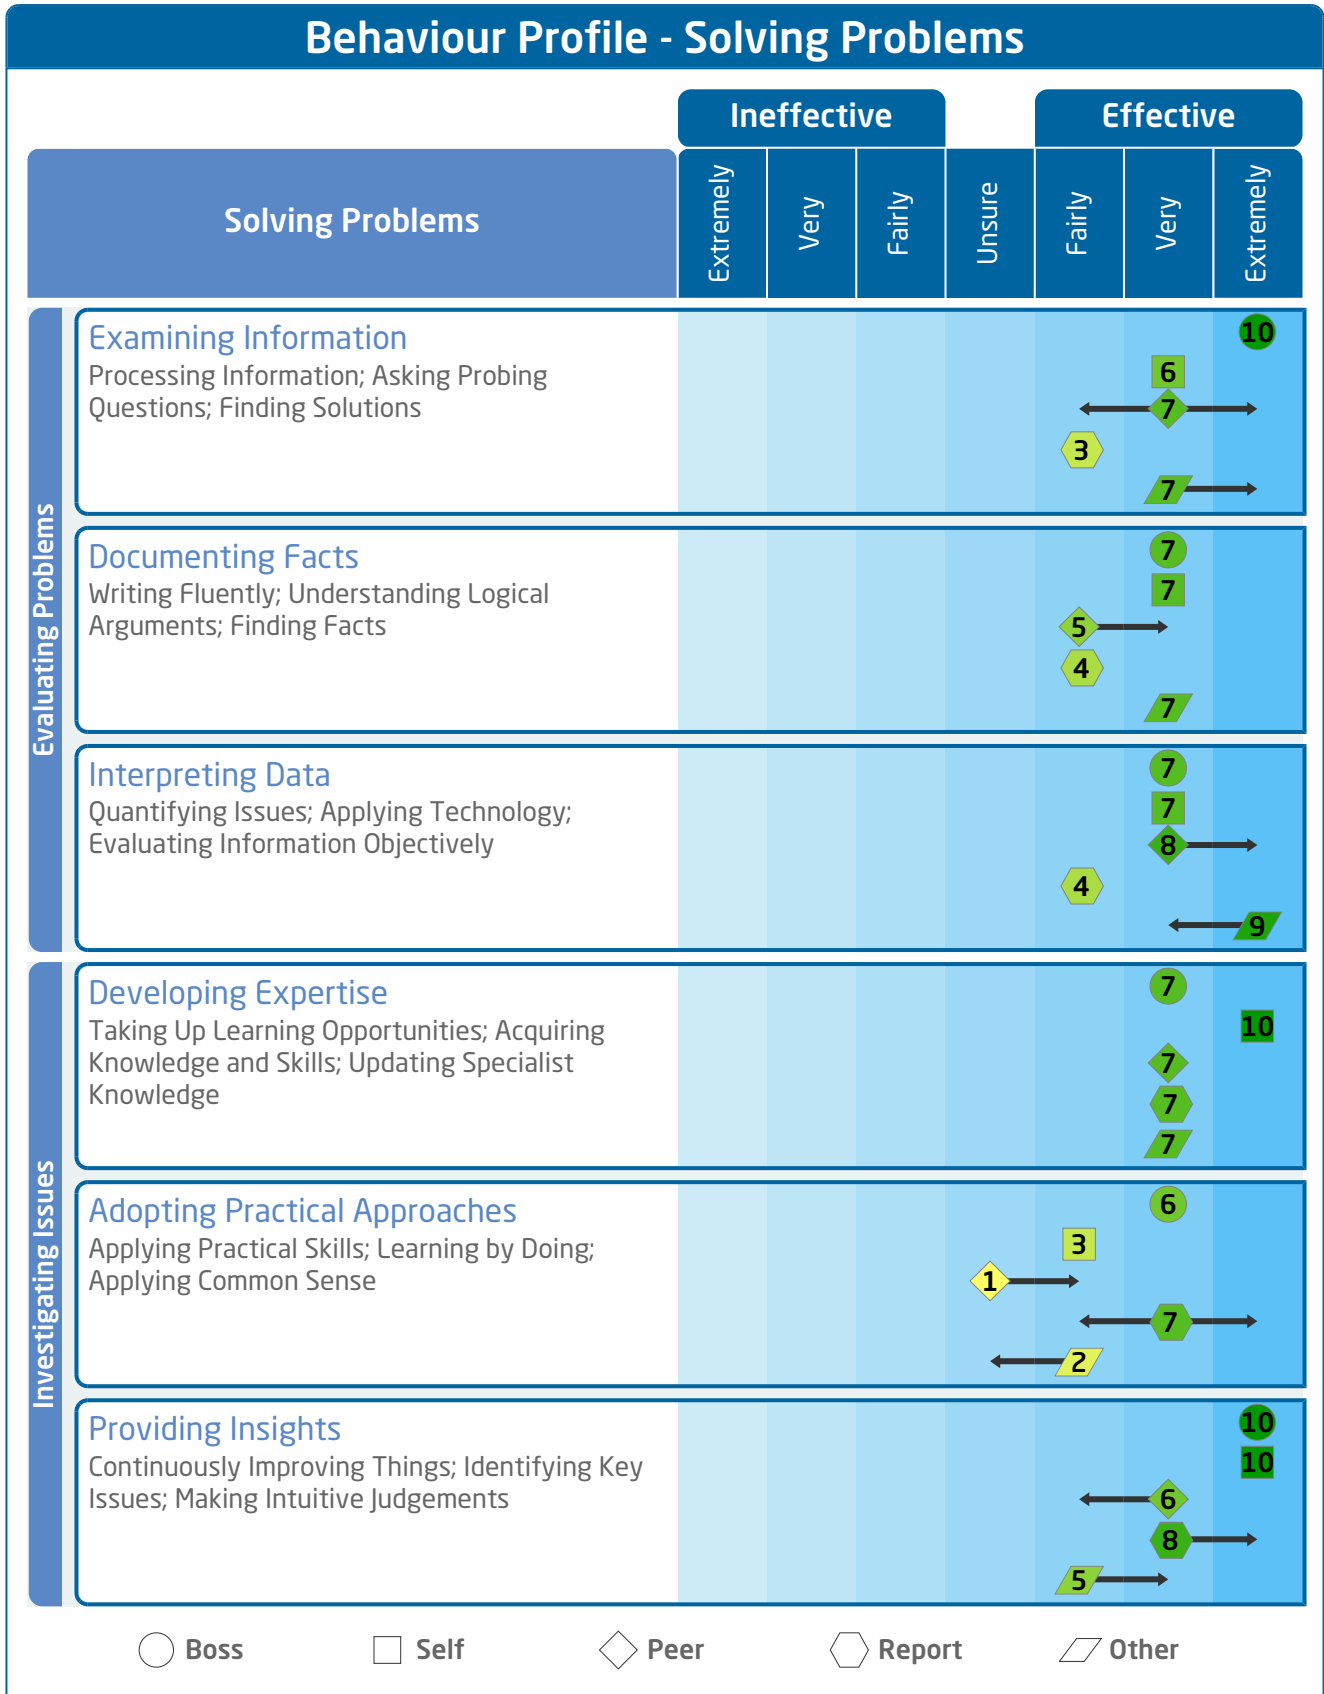 Behaviour Profile - Solving Problems
Ineffective
Effective
Solving Problems
Extremely
Very
Fairly
Unsure
Fairly
Very
Extremely
Evaluating Problems
Examining Information
Processing Information; Asking Probing
Questions; Finding Solutions
10
6
7
3
7
Documenting Facts
Writing Fluently; Understanding Logical
Arguments; Finding Facts
7
7
5
4
7
Interpreting Data
Quantifying Issues; Applying Technology;
Evaluating Information Objectively
7
7
8
4
9
Investigating Issues
Developing Expertise
Taking Up Learning Opportunities; Acquiring
Knowledge and Skills; Updating Specialist
Knowledge
7
10
7
7
7
Adopting Practical Approaches
Applying Practical Skills; Learning by Doing;
Applying Common Sense
6
3
1
7
2
Providing Insights
Continuously Improving Things; Identifying Key
Issues; Making Intuitive Judgements
10
10
6
8
5
Boss
Self
Peer
Report
Other